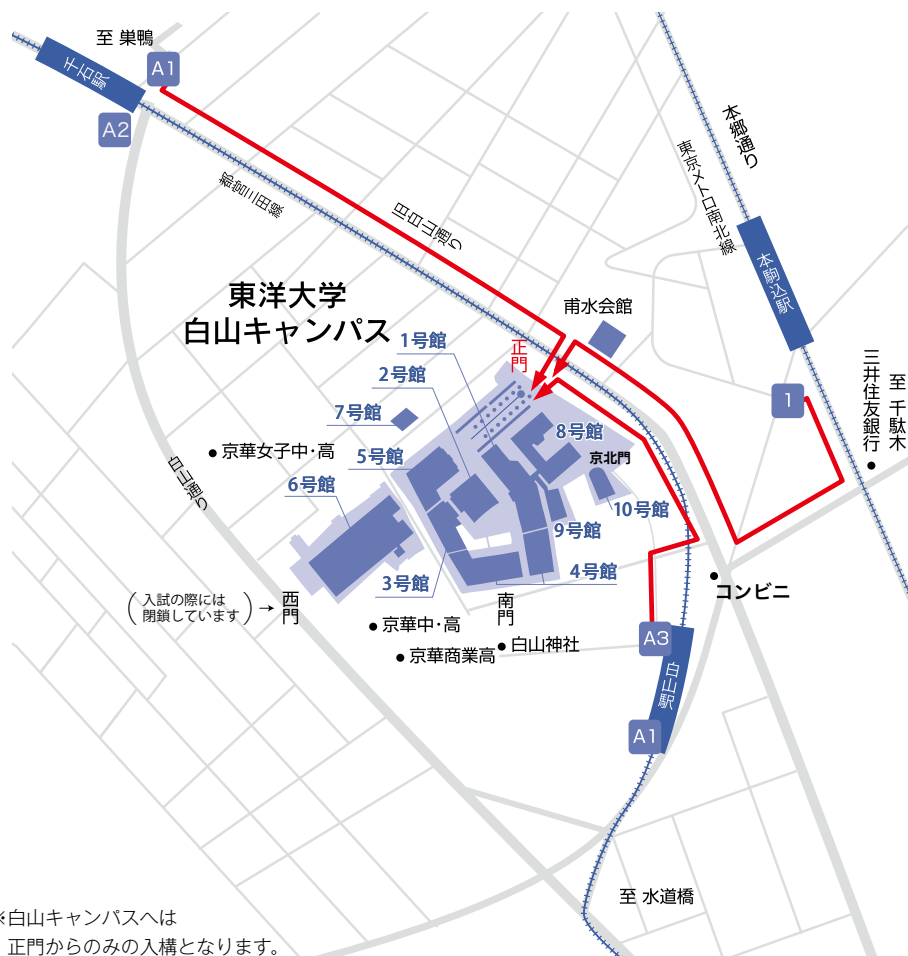 至 巣鴨
A1
千石駅
A2
本郷通り
東京メトロ南北線
都営三田線
旧白山通り
本駒込駅
東洋大学
白山キャンパス
甫水会館
正門
1号館
2号館
7号館
5号館
6号館
8号館
京北門
10号館
9号館
4号館
3号館
1
三井住友銀行
至 千駄木
京華女子中・高
白山通り
入試の際には
閉鎖しています
→ 西門
南門
京華中・高
京華商業高
白山神社
コンビニ
A3
白山駅
A1
至 水道橋
※白山キャンパスへは
正門からのみの入構となります。